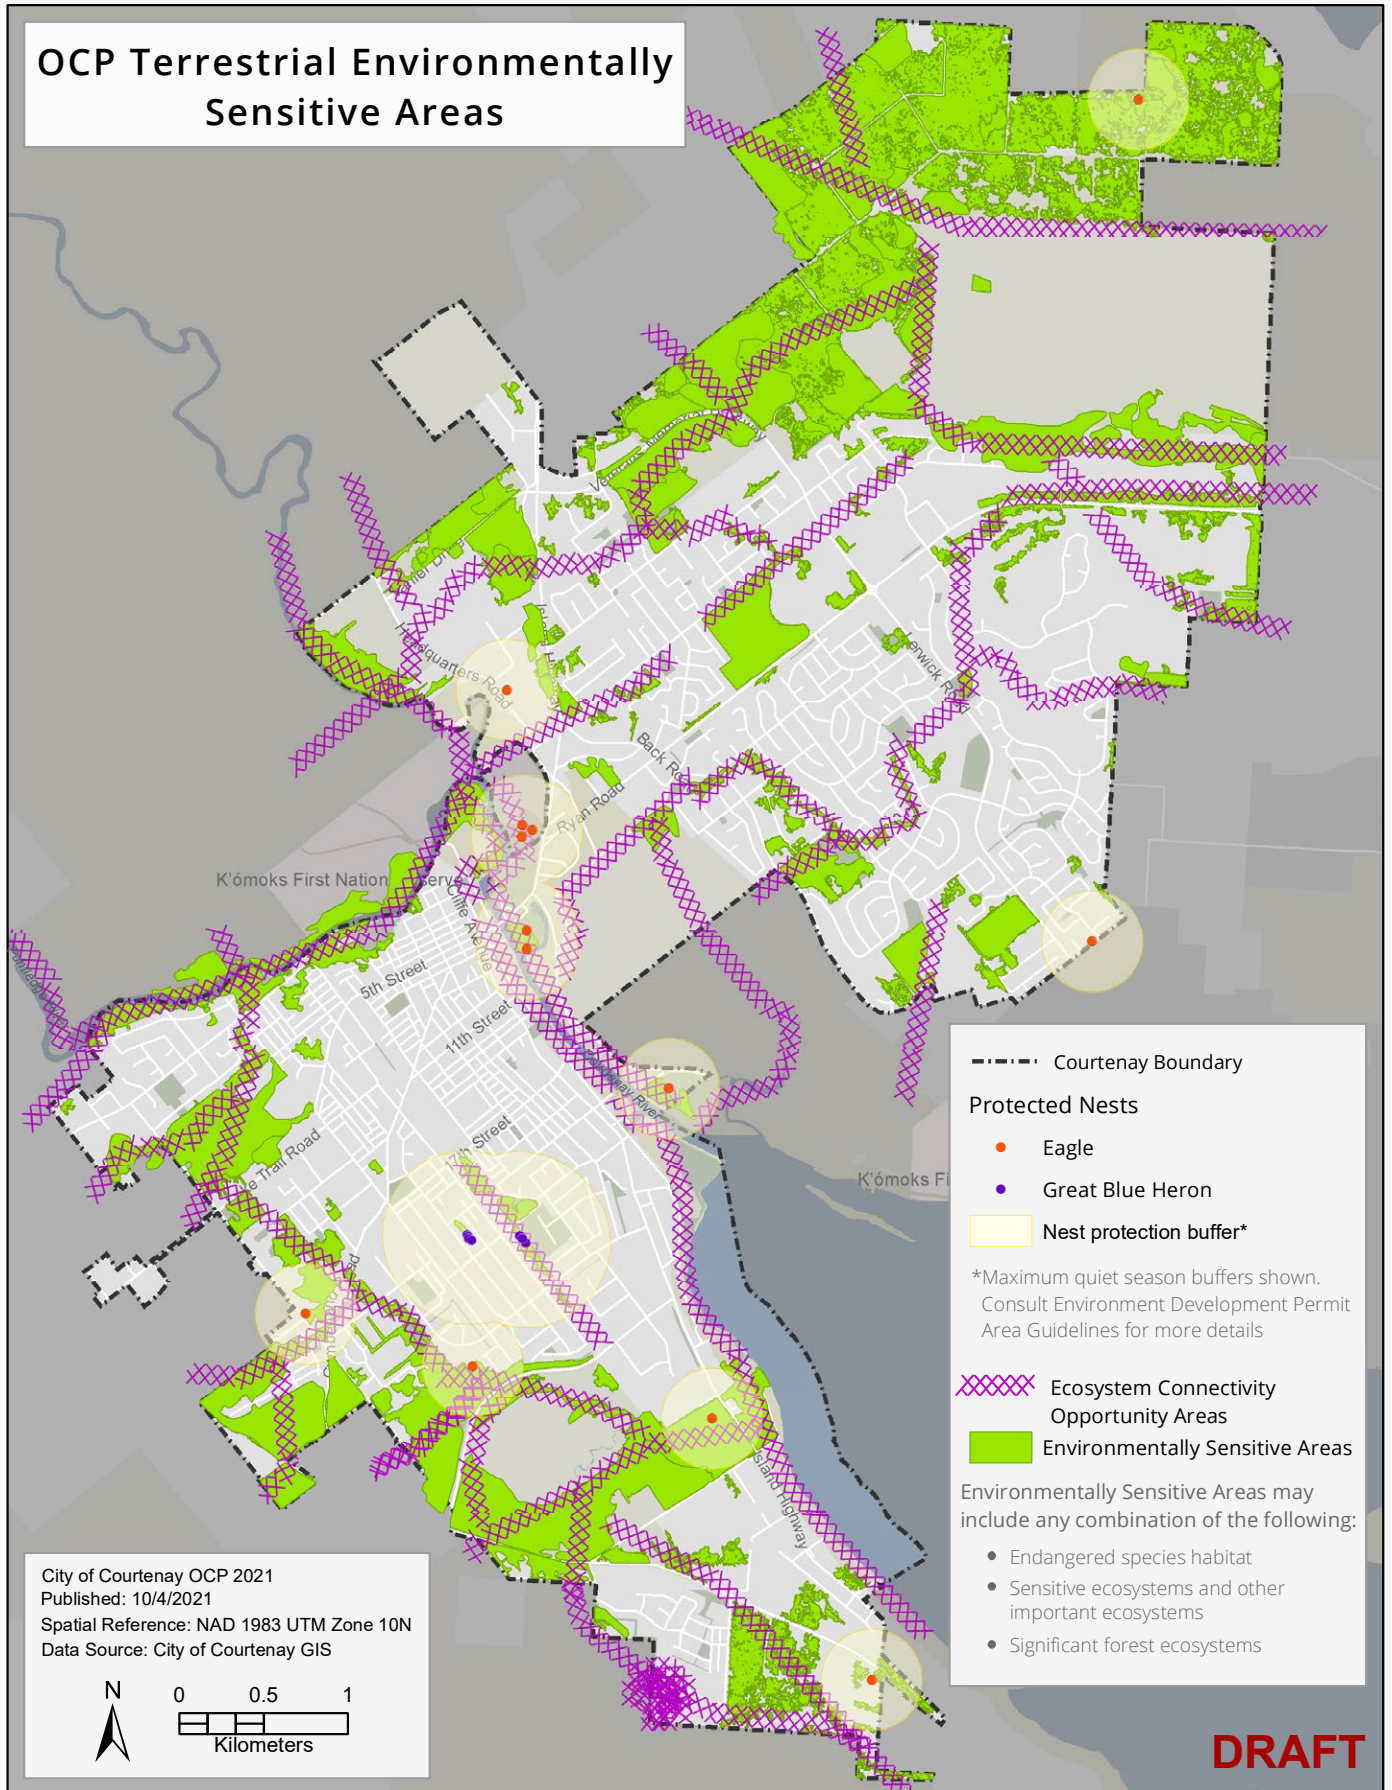 OCP Terrestrial Environmentally
Sensitive Areas
Headquarters Road
Lerwick Road
Back Road
Ryan Road
K'ómoks First Nation
Cliffe Avenue
5th Street
11th Street
Courtenay River
17th Street
Trail Road
K'ómoks Fi
Island Highway
Courtenay Boundary
Protected Nests
Eagle
Great Blue Heron
Nest protection buffer*
*Maximum quiet season buffers shown.
Consult Environment Development Permit
Area Guidelines for more details
Ecosystem Connectivity
Opportunity Areas
Environmentally Sensitive Areas
Environmentally Sensitive Areas may
include any combination of the following:
• Endangered species habitat
• Sensitive ecosystems and other
important ecosystems
• Significant forest ecosystems
City of Courtenay OCP 2021
Published: 10/4/2021
Spatial Reference: NAD 1983 UTM Zone 10N
Data Source: City of Courtenay GIS
N
0 0.5 1
Kilometers
DRAFT